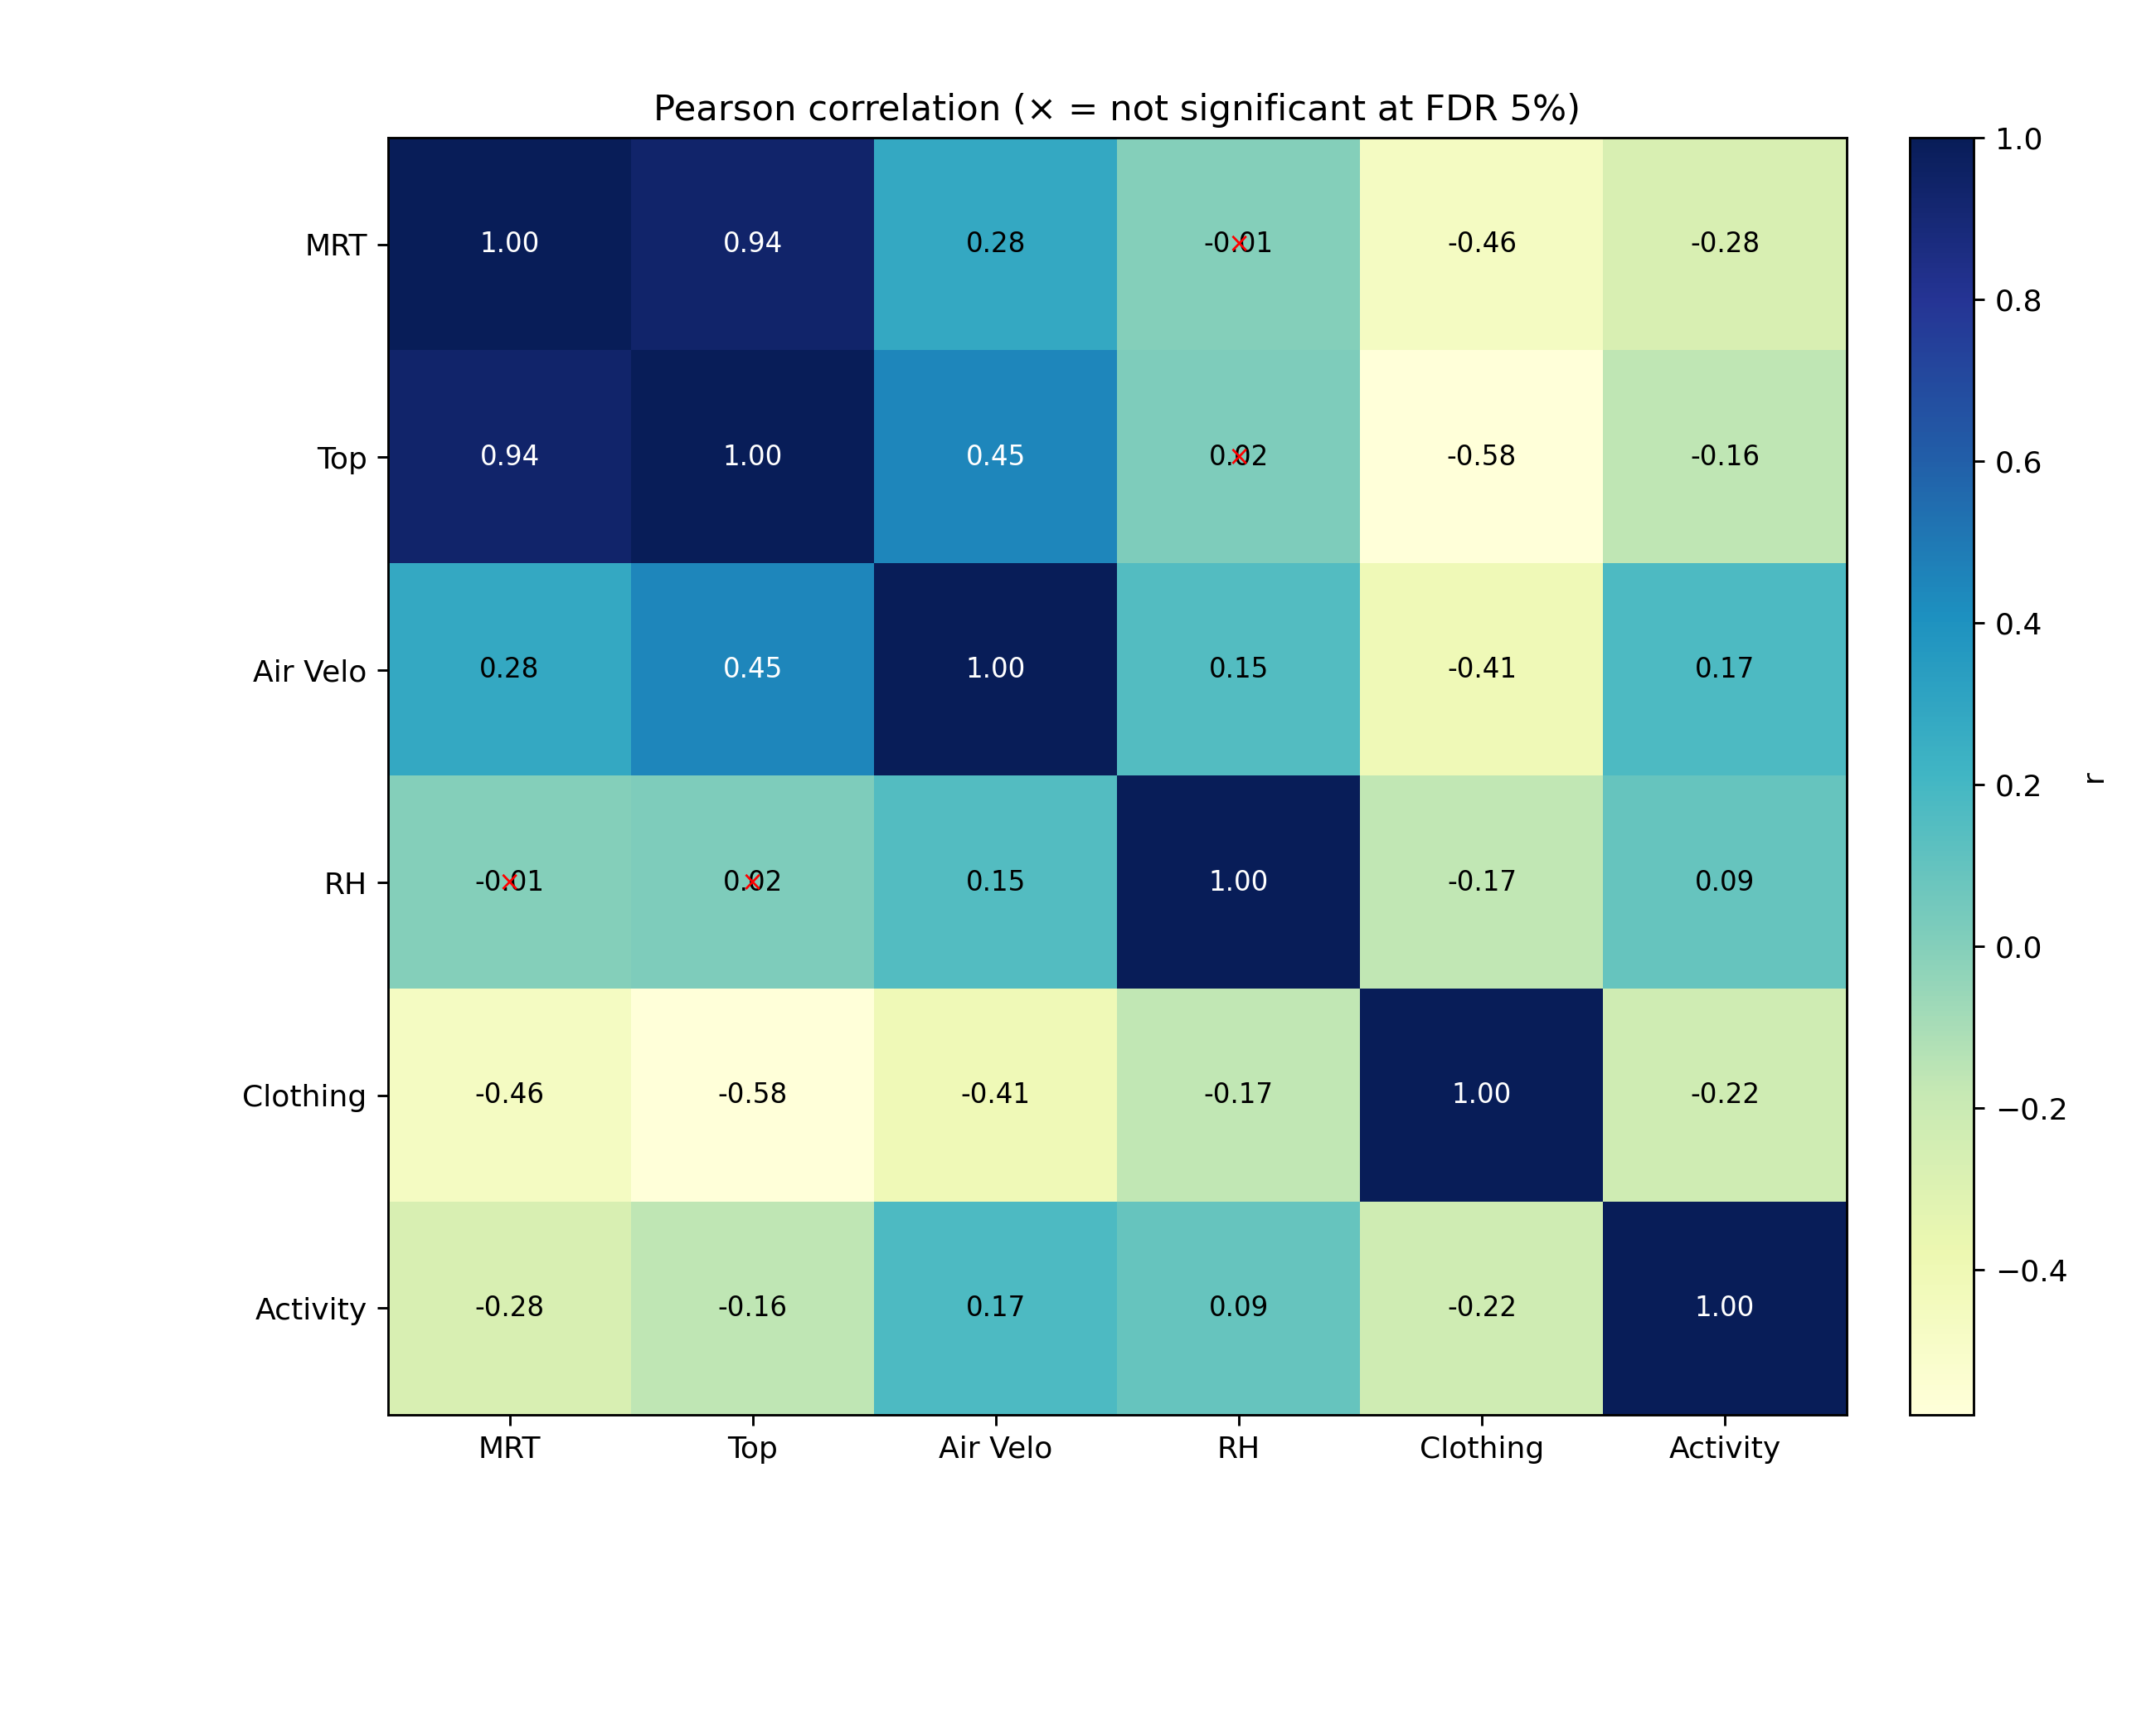 Pearson correlation (× = not significant at FDR 5%)
MRT 1.00 0.94 0.28 -0.01 -0.46 -0.28
Top 0.94 1.00 0.45 0.02 -0.58 -0.16
Air Velo 0.28 0.45 1.00 0.15 -0.41 0.17
RH -0.01 0.02 0.15 1.00 -0.17 0.09
Clothing -0.46 -0.58 -0.41 -0.17 1.00 -0.22
Activity -0.28 -0.16 0.17 0.09 -0.22 1.00
MRT Top Air Velo RH Clothing Activity
1.0
0.8
0.6
0.4
0.2
0.0
−0.2
−0.4
r